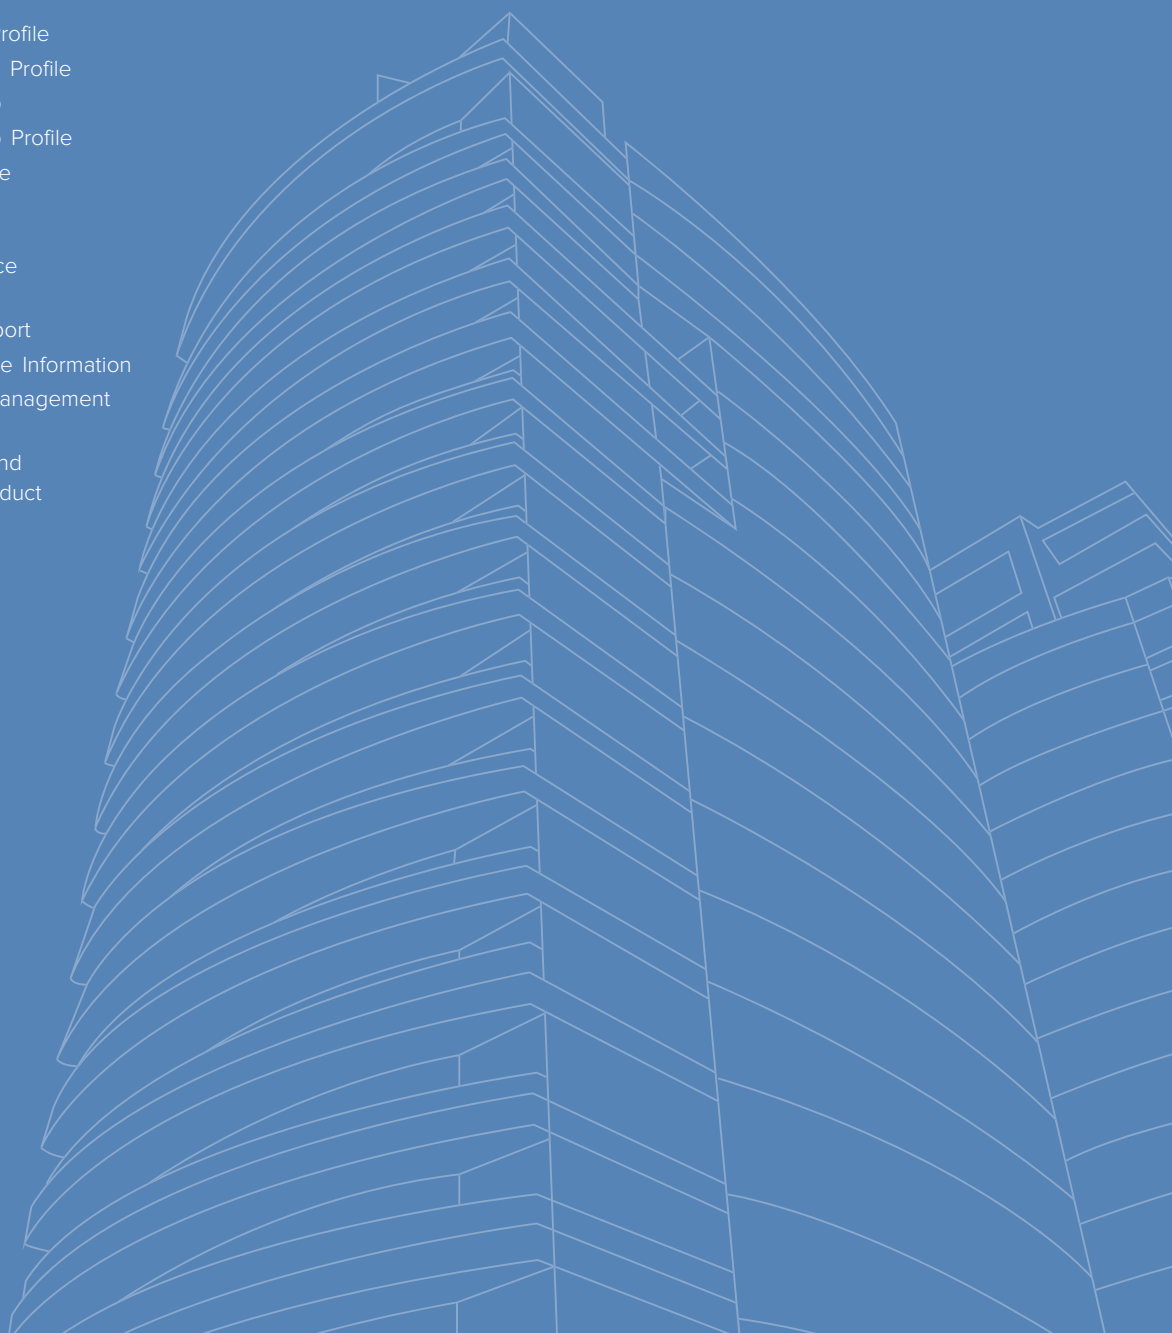 rofile
Profile
Profile
e
ce
port
e Information
anagement
nd
duct